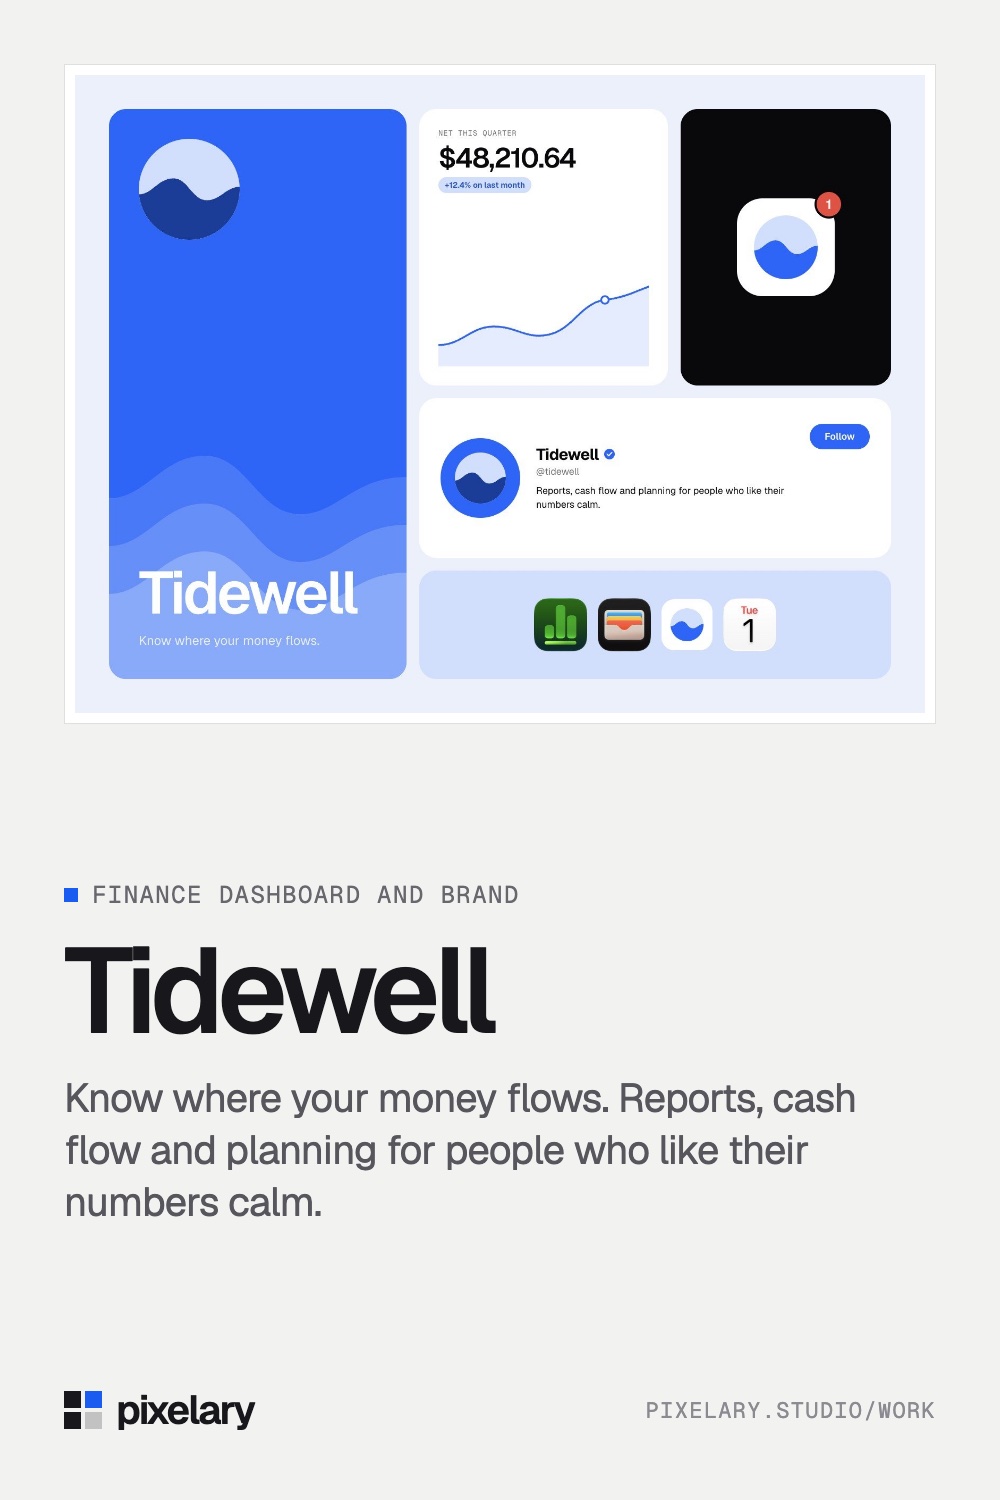 NET THIS QUARTER
$48,210.64
+12.4% on last month
1
Tidewell
@tidewell
Reports, cash flow and planning for people who like their
numbers calm.
Follow
Tidewell
Know where your money flows.
Tue
1
FINANCE DASHBOARD AND BRAND
Tidewell
Know where your money flows. Reports, cash
flow and planning for people who like their
numbers calm.
pixelary
PIXELARY.STUDIO/WORK